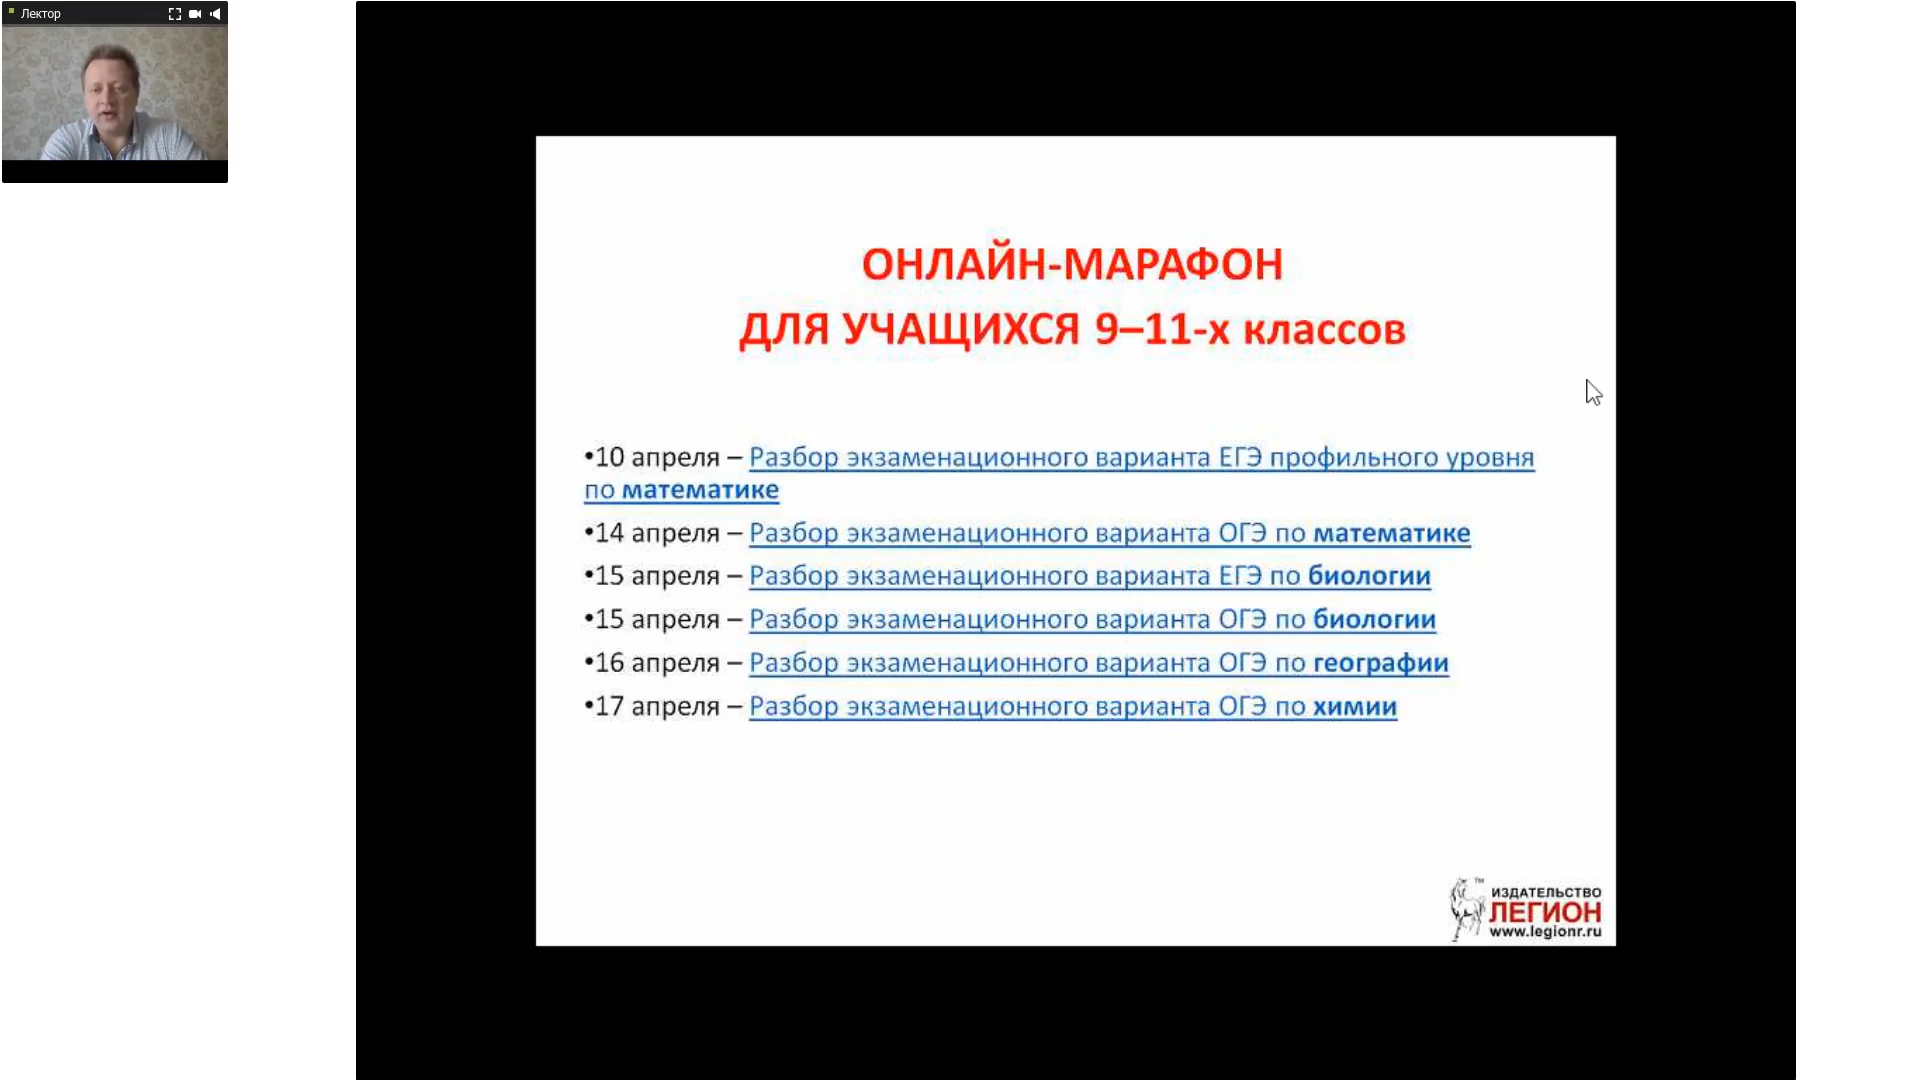 Лектор
ОНЛАЙН-МАРАФОН
ДЛЯ УЧАЩИХСЯ 9–11-х классов
•10 апреля – Разбор экзаменационного варианта ЕГЭ профильного уровня
по математике
•14 апреля – Разбор экзаменационного варианта ОГЭ по математике
•15 апреля – Разбор экзаменационного варианта ЕГЭ по биологии
•15 апреля – Разбор экзаменационного варианта ОГЭ по биологии
•16 апреля – Разбор экзаменационного варианта ОГЭ по географии
•17 апреля – Разбор экзаменационного варианта ОГЭ по химии
TM
ИЗДАТЕЛЬСТВО
ЛЕГИОН
www.legionr.ru